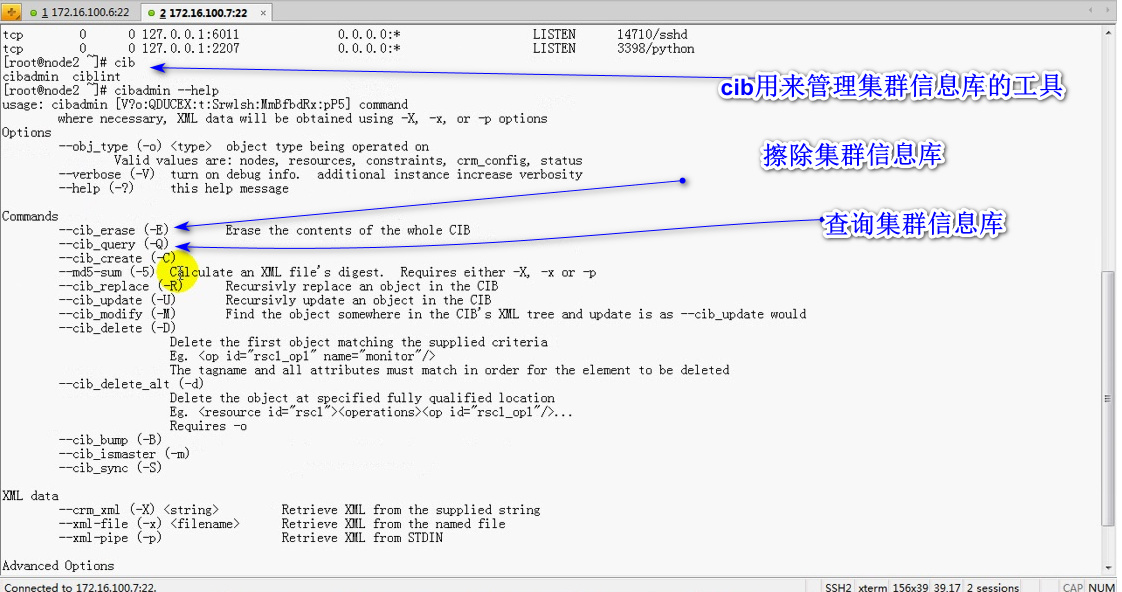 1 172.16.100.6:22 2 172.16.100.7:22 ×
tcp 0 0 127.0.0.1:6011 0.0.0.0:* LISTEN 14710/sshd
tcp 0 0 127.0.0.1:2207 0.0.0.0:* LISTEN 3398/python
[root@node2 ~]# cib
cibadmin ciblint
[root@node2 ~]# cibadmin --help
cib用来管理集群信息库的工具
usage: cibadmin [V?o:QDUCEX:t:Srwlsh:MmBfbdRx:pP5] command
where necessary, XML data will be obtained using -X, -x, or -p options
Options
--obj_type (-o) <type> object type being operated on
Valid values are: nodes, resources, constraints, crm_config, status
擦除集群信息库
--verbose (-V) turn on debug info. additional instance increase verbosity
--help (-?) this help message
Commands
查询集群信息库
--cib_erase (-E) Erase the contents of the whole CIB
--cib_query (-Q)
--cib_create (-C)
--md5-sum (-5) Calculate an XML file's digest. Requires either -X, -x or -p
--cib_replace (-R) Recursivly replace an object in the CIB
--cib_update (-U) Recursivly update an object in the CIB
--cib_modify (-M) Find the object somewhere in the CIB's XML tree and update is as --cib_update would
--cib_delete (-D)
Delete the first object matching the supplied criteria
Eg. <op id="rsc1_op1" name="monitor"/>
The tagname and all attributes must match in order for the element to be deleted
--cib_delete_alt (-d)
Delete the object at specified fully qualified location
Eg. <resource id="rsc1"><operations><op id="rsc1_op1"/>...
Requires -o
--cib_bump (-B)
--cib_ismaster (-m)
--cib_sync (-S)
XML data
--crm_xml (-X) <string> Retrieve XML from the supplied string
--xml-file (-x) <filename> Retrieve XML from the named file
--xml-pipe (-p) Retrieve XML from STDIN
Advanced Options
Connected to 172.16.100.7:22. SSH2 xterm 156x39 39,17 2 sessions CAP NUM